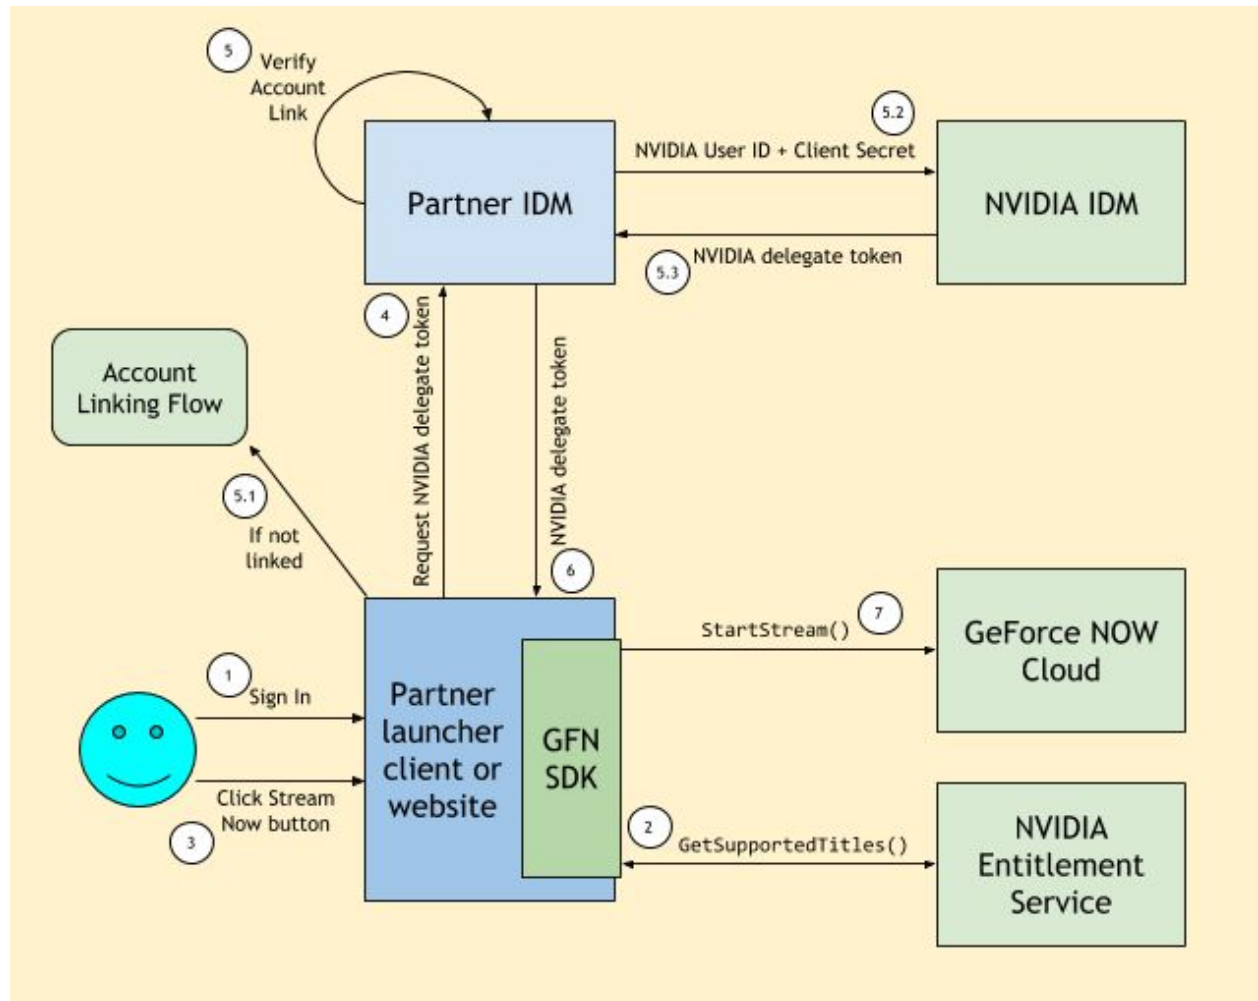 5
Verify
Account
Link
5.2
NVIDIA User ID + Client Secret
Partner IDM
NVIDIA IDM
NVIDIA delegate token
5.3
4
Request NVIDIA delegate token
NVIDIA delegate token
Account
Linking Flow
5.1
If not
linked
6
StartStream()
7
GeForce NOW
Cloud
1
Sign In
Partner
launcher
client or
website
GFN
SDK
Click Stream
Now button
3
2
GetSupportedTitles()
NVIDIA
Entitlement
Service